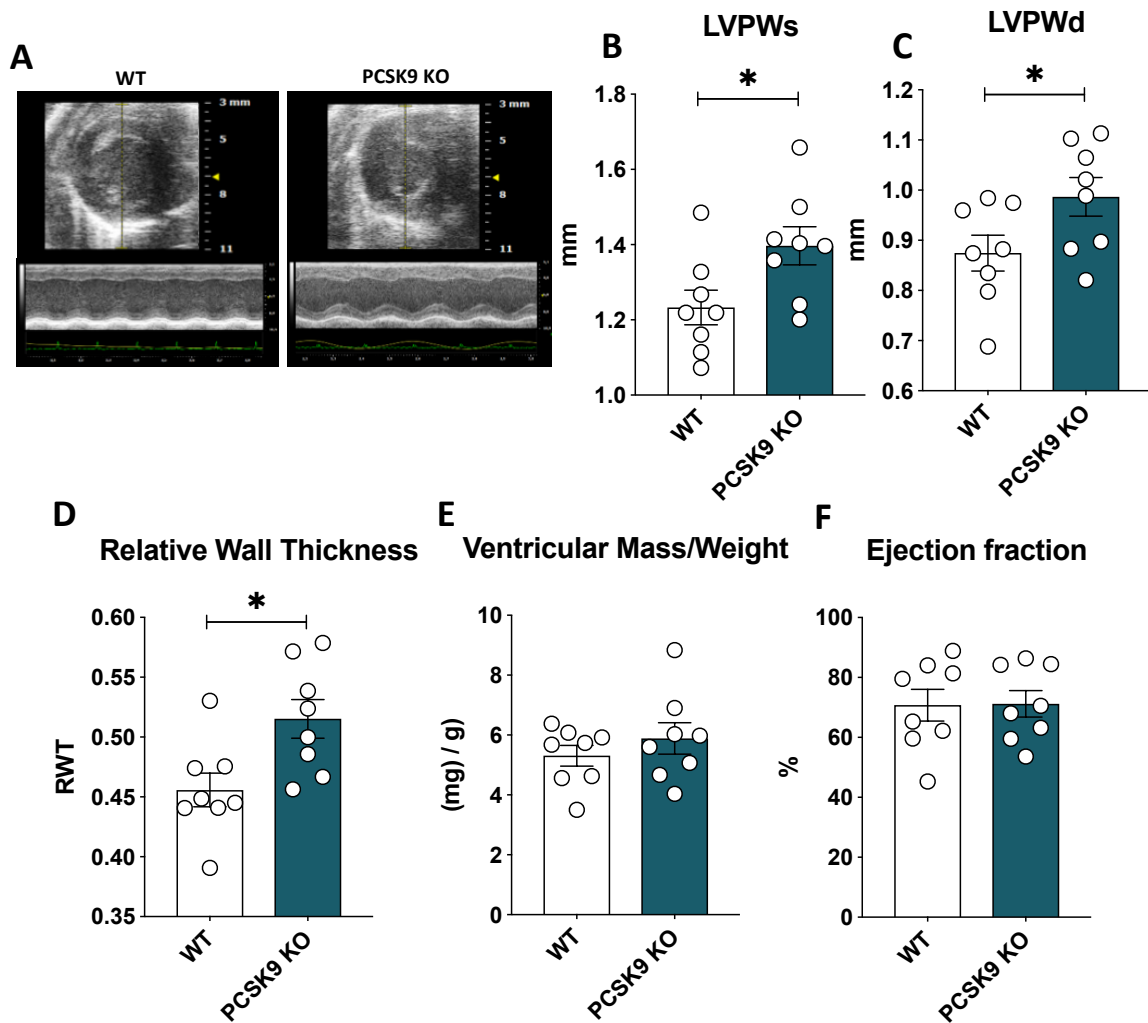 A
WT
PCSK9 KO
3 mm
5
8
11
3 mm
5
8
11
B
LVPWs
*
1.8
1.6
1.4
1.2
1.0
mm
WT
PCSK9 KO
C
LVPWd
*
1.2
1.1
1.0
0.9
0.8
0.7
0.6
mm
WT
PCSK9 KO
D
Relative Wall Thickness
*
0.60
0.55
0.50
0.45
0.40
0.35
RWT
WT
PCSK9 KO
E
Ventricular Mass/Weight
10
8
6
4
2
0
(mg) / g)
WT
PCSK9 KO
F
Ejection fraction
100
80
60
40
20
0
%
WT
PCSK9 KO